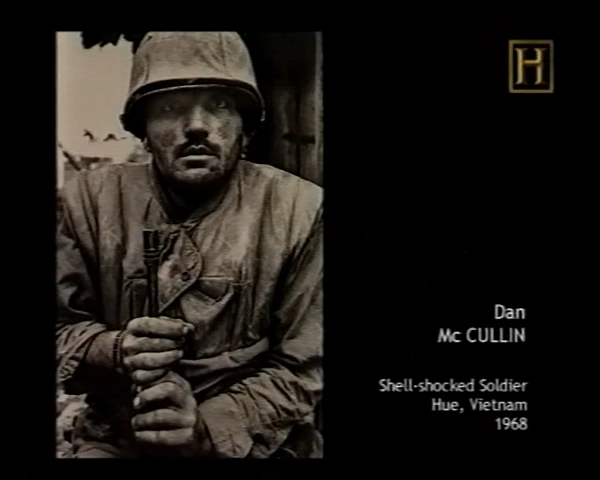 H
Dan
Mc CULLIN
Shell-shocked Soldier
Hue, Vietnam
1968